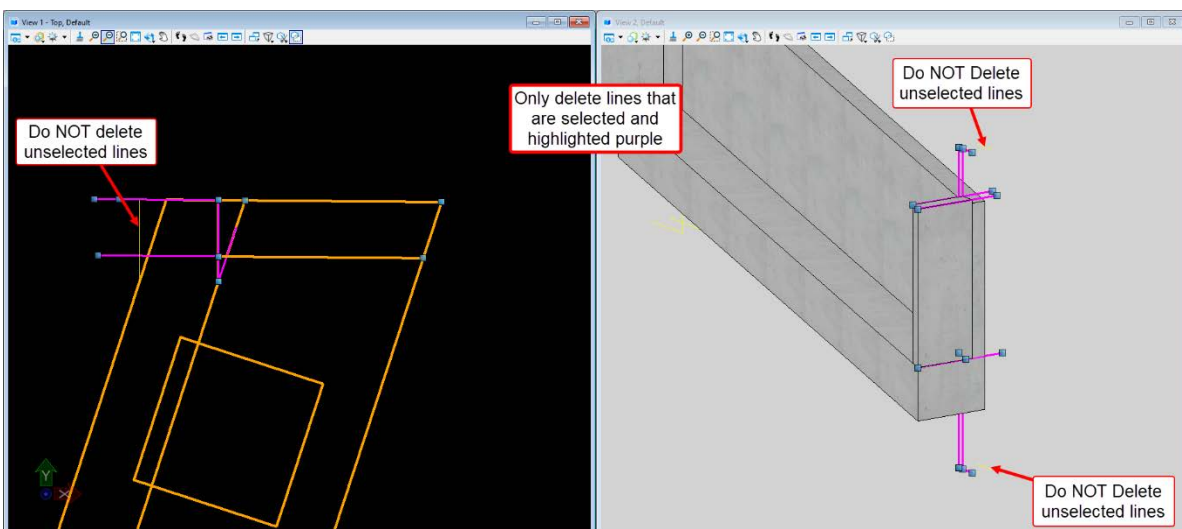 View 1 - Top, Default
View 2, Default
Do NOT delete
unselected lines
Only delete lines that
are selected and
highlighted purple
Do NOT Delete
unselected lines
Y
X
Do NOT Delete
unselected lines